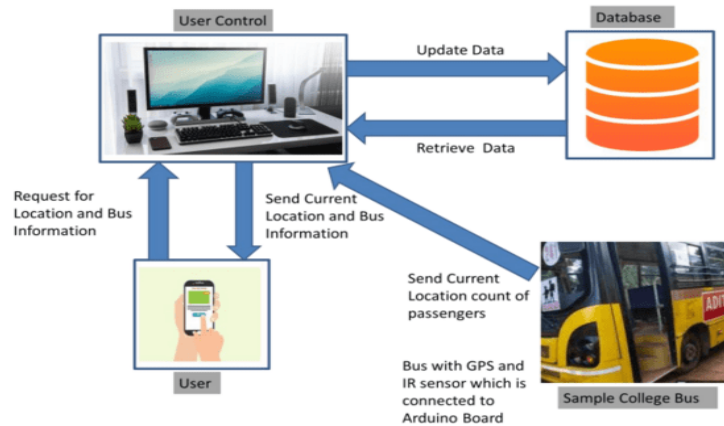 User Control
Database
Update Data
Retrieve Data
Request for
Location and Bus
Information
Send Current
Location and Bus
Information
Send Current
Location count of
passengers
ADIT
User
Bus with GPS and
IR sensor which is
connected to
Arduino Board
Sample College Bus